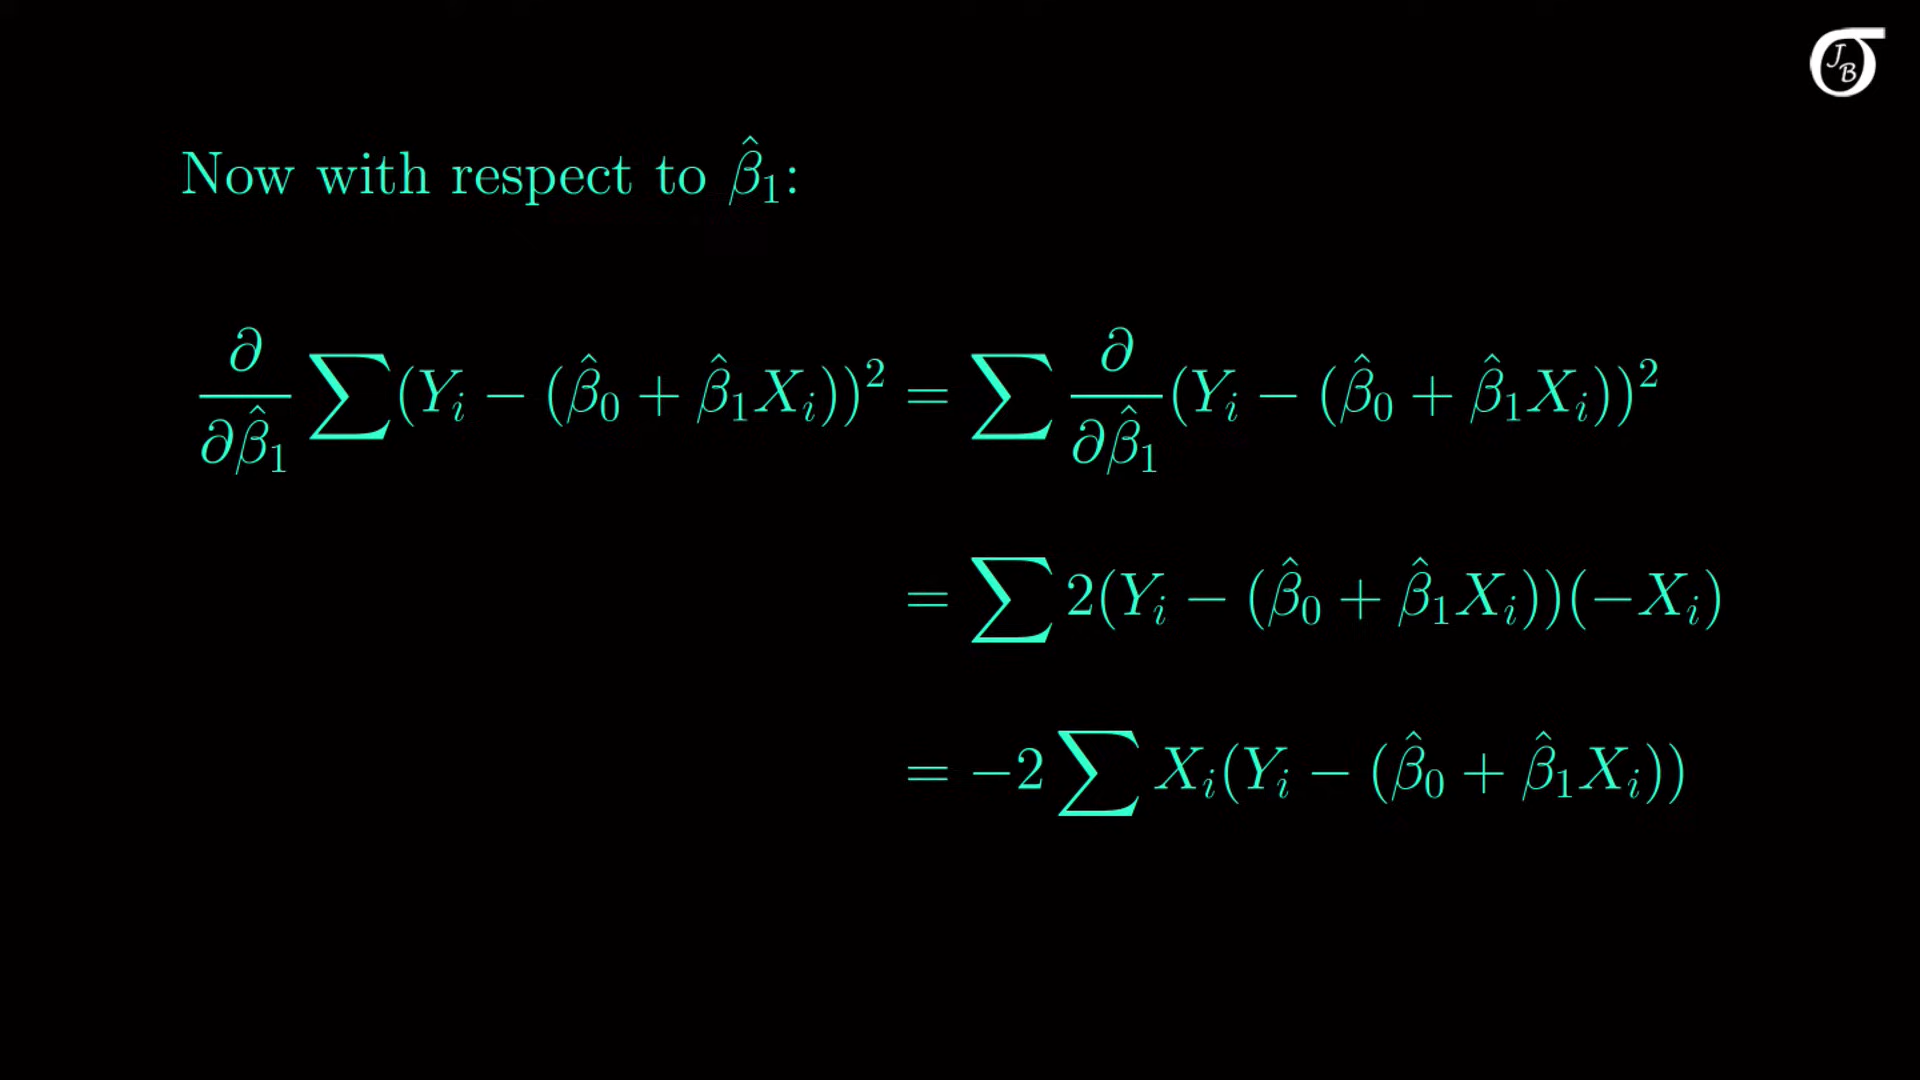 JB
Now with respect to β̂₁:
∂/∂β̂₁ ∑(Yᵢ − (β̂₀ + β̂₁Xᵢ))² = ∑ ∂/∂β̂₁ (Yᵢ − (β̂₀ + β̂₁Xᵢ))²
= ∑ 2(Yᵢ − (β̂₀ + β̂₁Xᵢ))(−Xᵢ)
= −2 ∑ Xᵢ(Yᵢ − (β̂₀ + β̂₁Xᵢ))